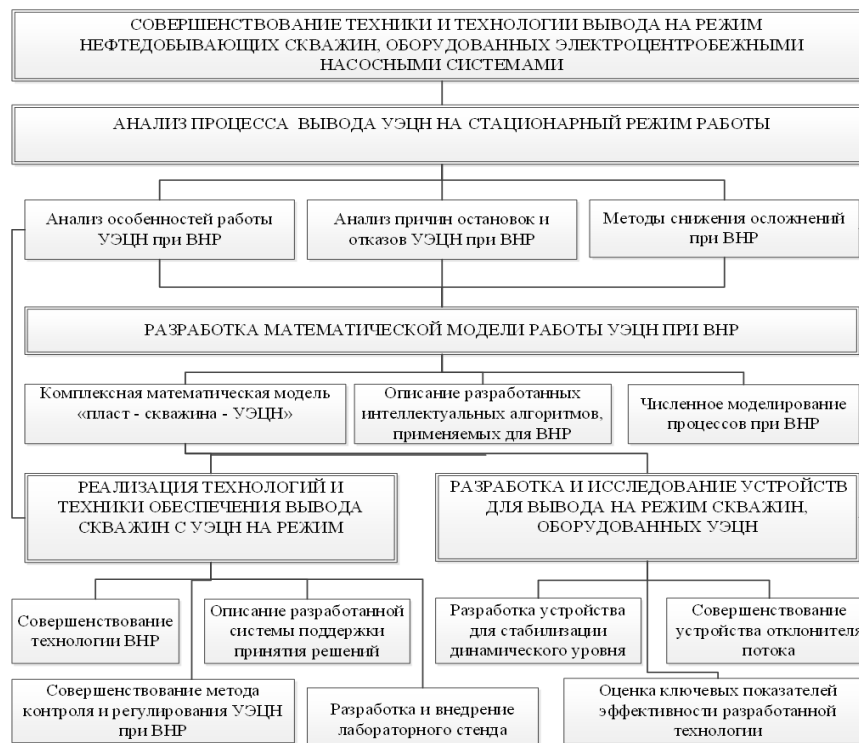 СОВЕРШЕНСТВОВАНИЕ ТЕХНИКИ И ТЕХНОЛОГИИ ВЫВОДА НА РЕЖИМ
НЕФТЕДОБЫВАЮЩИХ СКВАЖИН, ОБОРУДОВАННЫХ ЭЛЕКТРОЦЕНТРОБЕЖНЫМИ
НАСОСНЫМИ СИСТЕМАМИ
АНАЛИЗ ПРОЦЕССА ВЫВОДА УЭЦН НА СТАЦИОНАРНЫЙ РЕЖИМ РАБОТЫ
Анализ особенностей работы
УЭЦН при ВНР
Анализ причин остановок и
отказов УЭЦН при ВНР
Методы снижения осложнений
при ВНР
РАЗРАБОТКА МАТЕМАТИЧЕСКОЙ МОДЕЛИ РАБОТЫ УЭЦН ПРИ ВНР
Комплексная математическая модель
«пласт - скважина - УЭЦН»
Описание разработанных
интеллектуальных алгоритмов,
применяемых для ВНР
Численное моделирование
процессов при ВНР
РЕАЛИЗАЦИЯ ТЕХНОЛОГИЙ И
ТЕХНИКИ ОБЕСПЕЧЕНИЯ ВЫВОДА
СКВАЖИН С УЭЦН НА РЕЖИМ
РАЗРАБОТКА И ИССЛЕДОВАНИЕ УСТРОЙСТВ
ДЛЯ ВЫВОДА НА РЕЖИМ СКВАЖИН,
ОБОРУДОВАННЫХ УЭЦН
Совершенствование
технологии ВНР
Описание разработанной
системы поддержки
принятия решений
Разработка устройства
для стабилизации
динамического уровня
Совершенствование
устройства отклонителя
потока
Совершенствование метода
контроля и регулирования УЭЦН
при ВНР
Разработка и внедрение
лабораторного стенда
Оценка ключевых показателей
эффективности разработанной
технологии